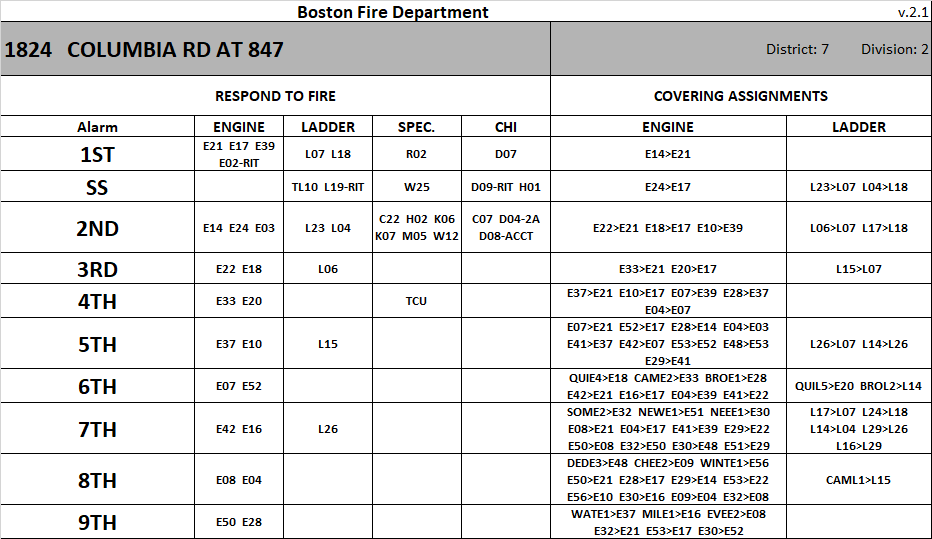 Boston Fire Department v.2.1
1824 COLUMBIA RD AT 847 District: 7 Division: 2
RESPOND TO FIRE COVERING ASSIGNMENTS
Alarm ENGINE LADDER SPEC. CHI ENGINE LADDER
1ST E21 E17 E39 L07 L18 R02 D07 E14>E21
E02-RIT
SS TL10 L19-RIT W25 D09-RIT H01 E24>E17 L23>L07 L04>L18
2ND E14 E24 E03 L23 L04 C22 H02 K06 C07 D04-2A E22>E21 E18>E17 E10>E39 L06>L07 L17>L18
K07 M05 W12 D08-ACCT
3RD E22 E18 L06 E33>E21 E20>E17 L15>L07
4TH E33 E20 TCU E37>E21 E10>E17 E07>E39 E28>E37
E04>E07
5TH E37 E10 L15 E07>E21 E52>E17 E28>E14 E04>E03 L26>L07 L14>L26
E41>E37 E42>E07 E53>E52 E48>E53
E29>E41
6TH E07 E52 QUIE4>E18 CAME2>E33 BROE1>E28 QUIL5>E20 BROL2>L14
E42>E21 E16>E17 E04>E39 E41>E22
7TH E42 E16 L26 SOME2>E32 NEWE1>E51 NEEE1>E30 L17>L07 L24>L18
E08>E21 E04>E17 E41>E39 E29>E22 L14>L04 L29>L26
E50>E08 E32>E50 E30>E48 E51>E29 L16>L29
8TH E08 E04 DEDE3>E48 CHEE2>E09 WINTE1>E56 CAML1>L15
E50>E21 E28>E17 E29>E14 E53>E22
E56>E10 E30>E16 E09>E04 E32>E08
9TH E50 E28 WATE1>E37 MILE1>E16 EVEE2>E08
E32>E21 E53>E17 E30>E52